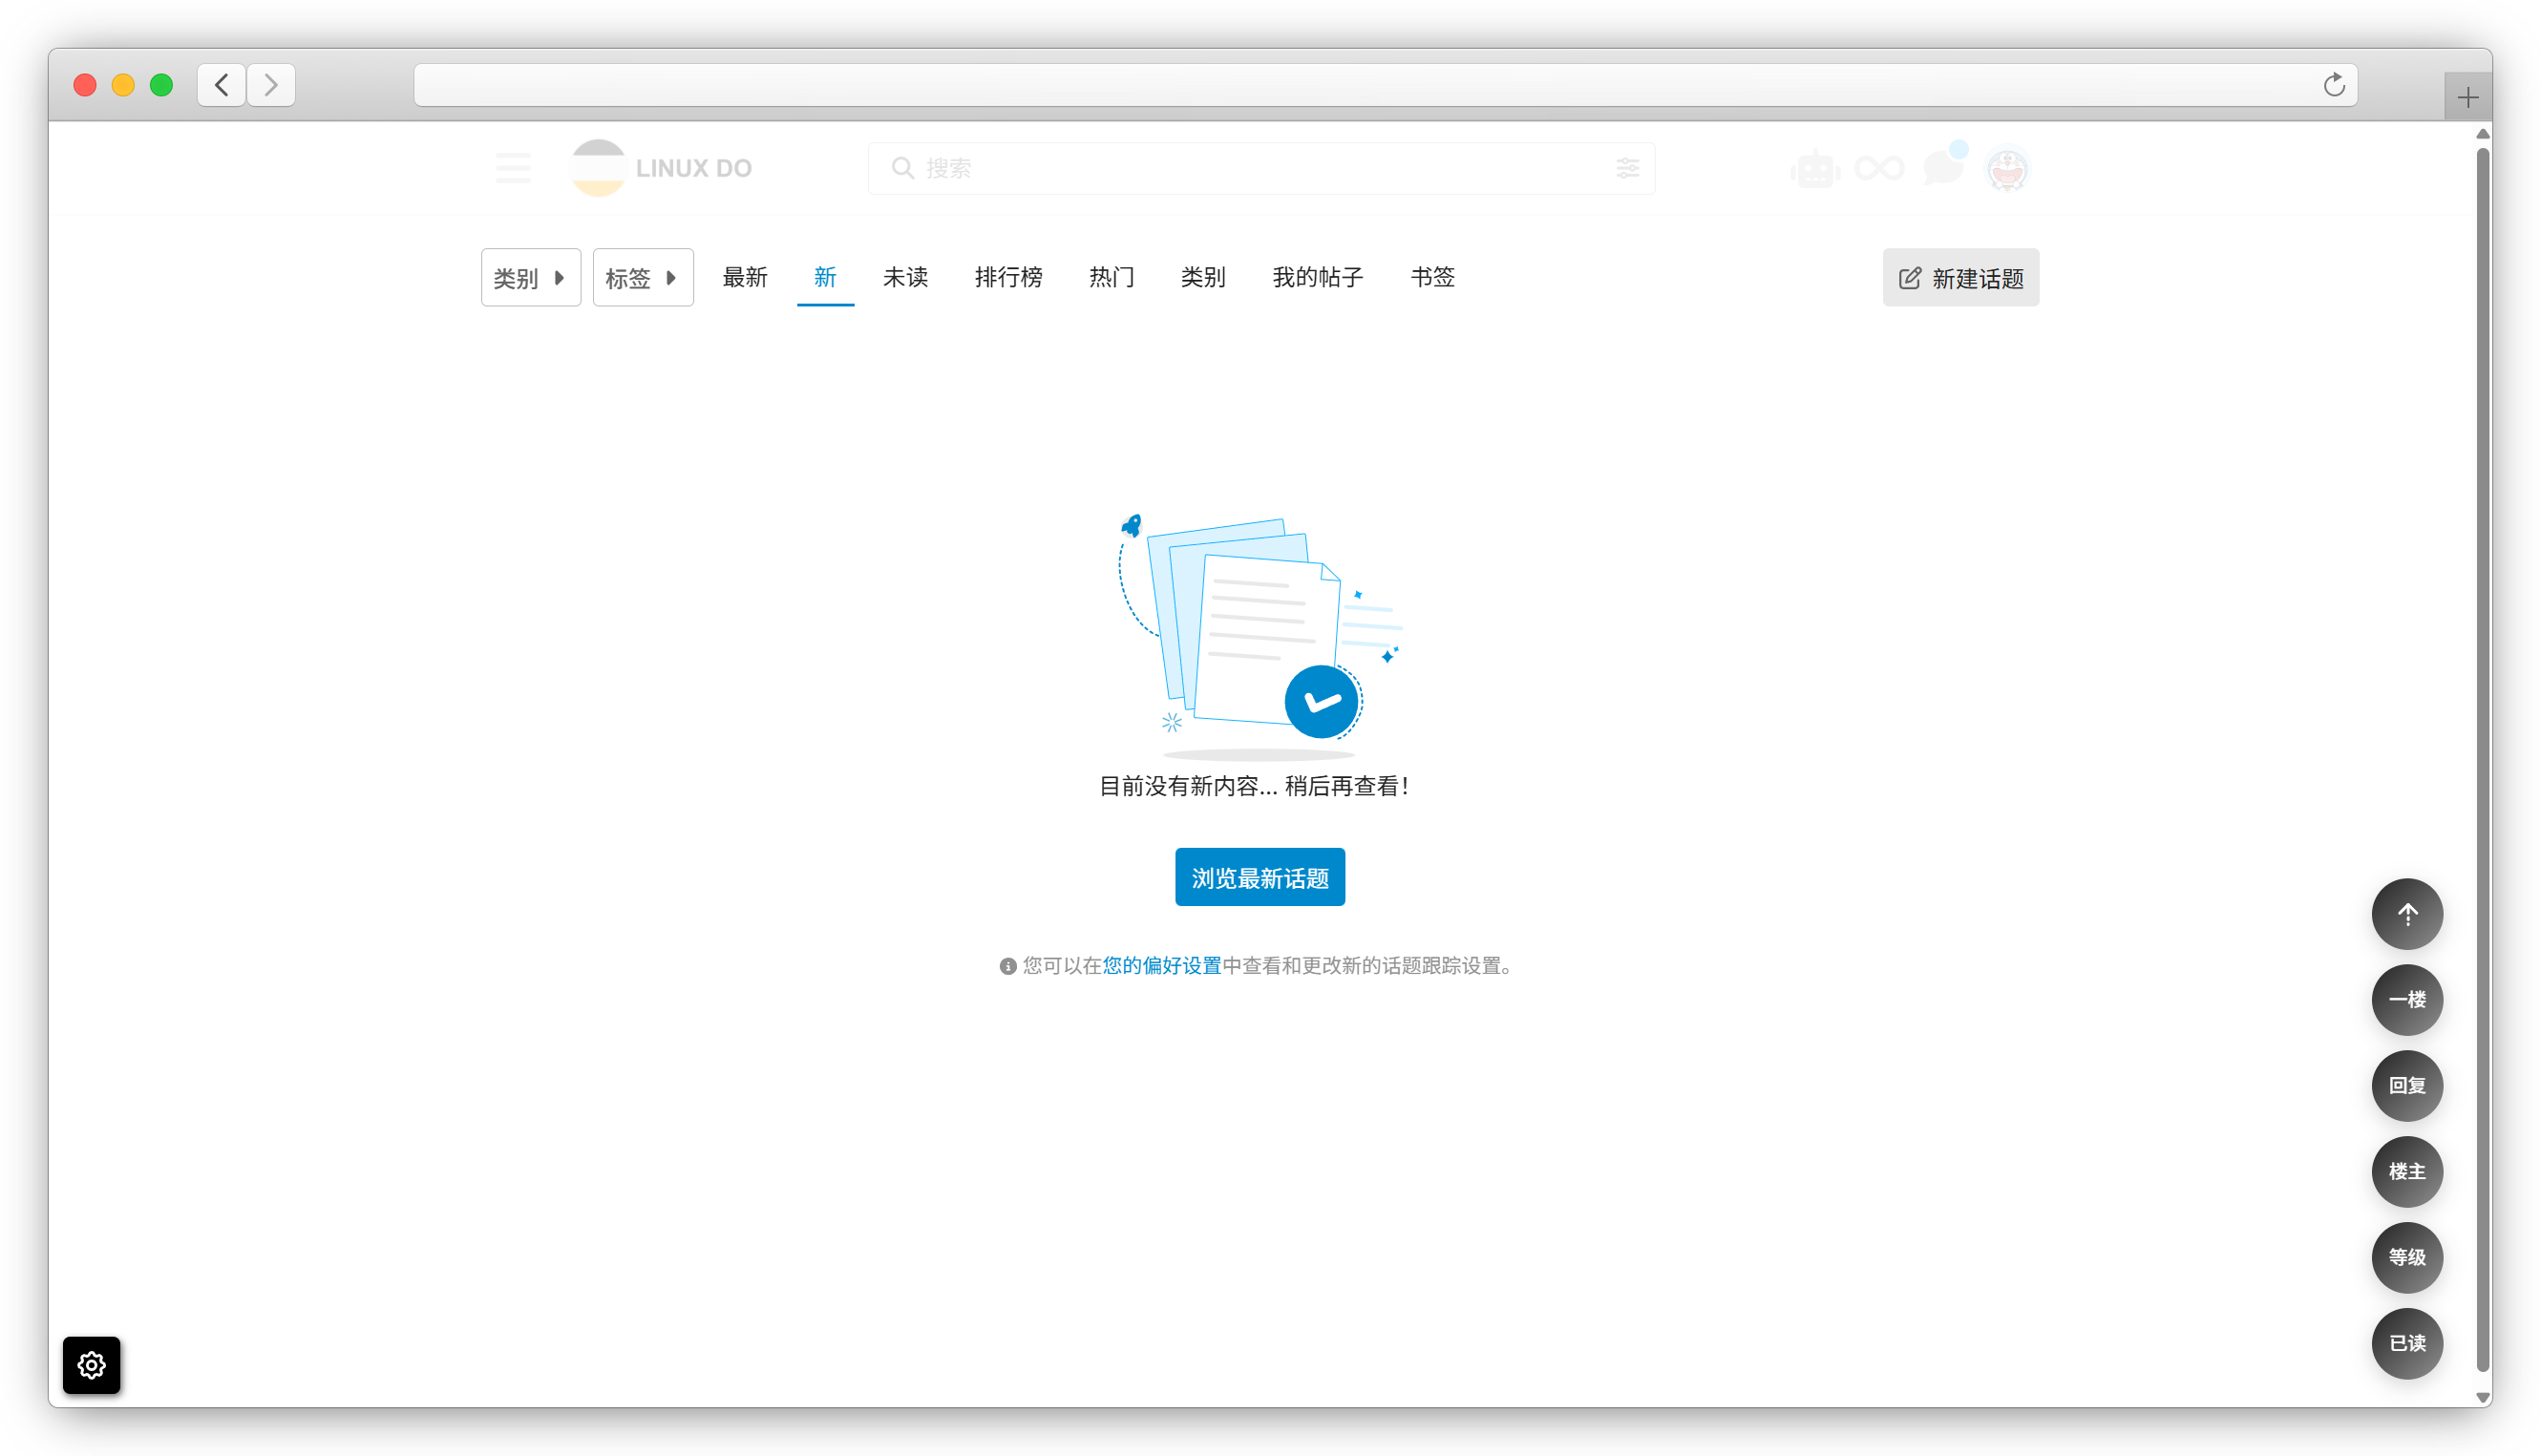 LINUX DO
搜索
类别
标签
最新
新
未读
排行榜
热门
类别
我的帖子
书签
新建话题
目前没有新内容... 稍后再查看！
浏览最新话题
您可以在您的偏好设置中查看和更改新的话题跟踪设置。
一楼
回复
楼主
等级
已读